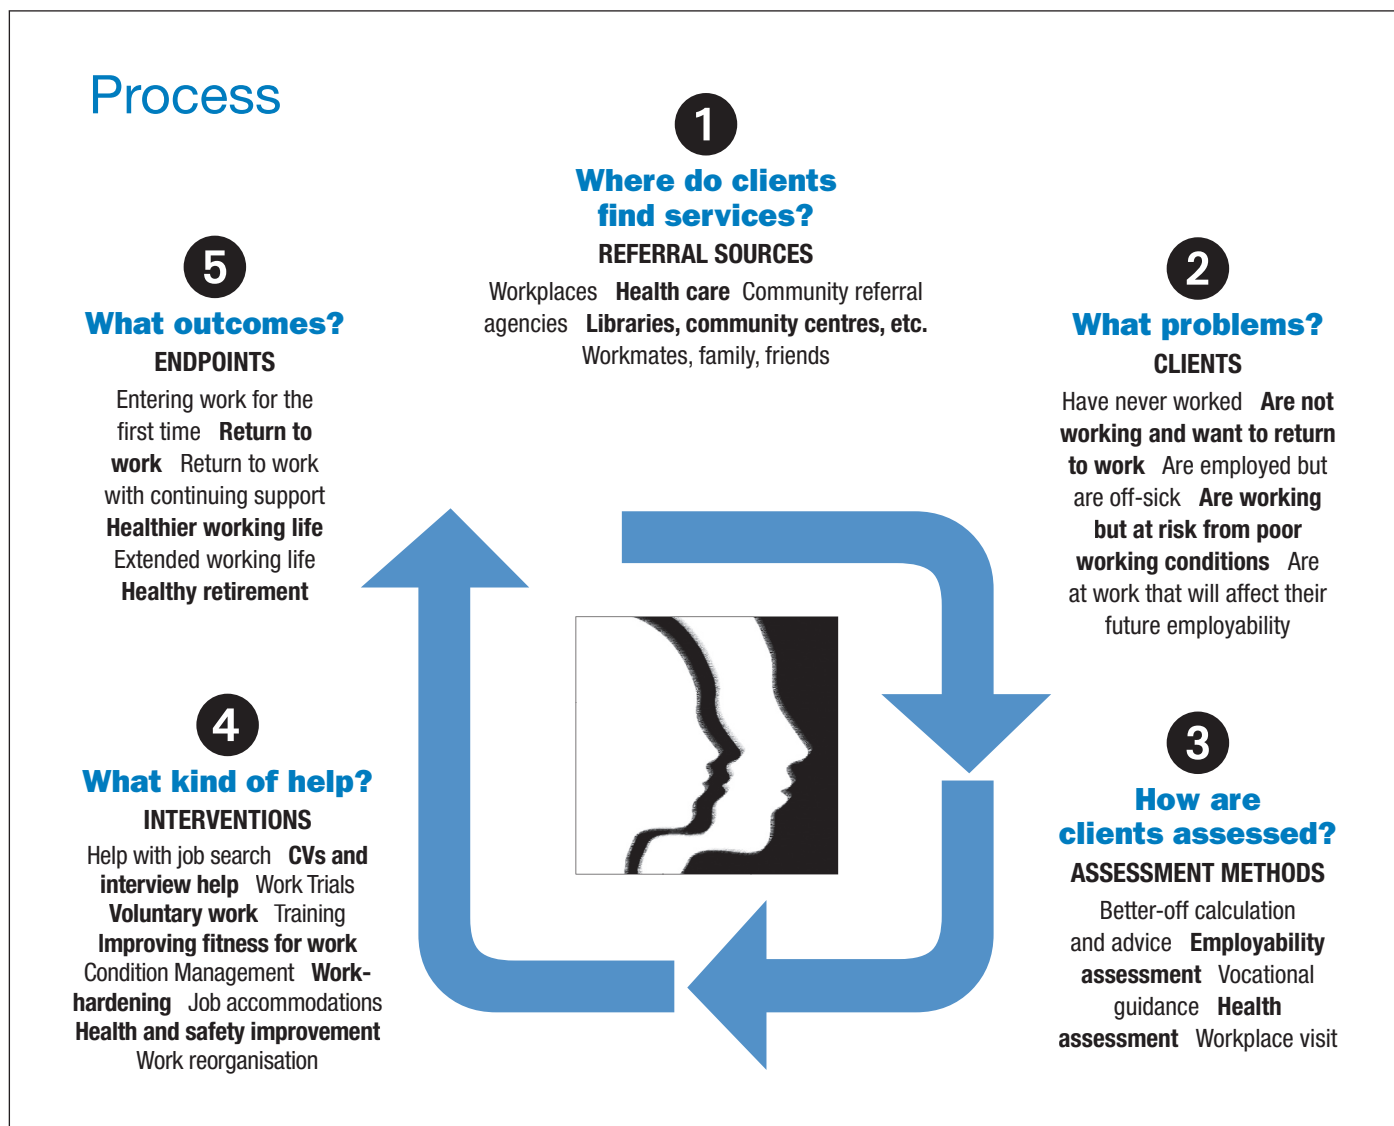 Process
1
Where do clients
find services?
REFERRAL SOURCES
Workplaces Health care Community referral
agencies Libraries, community centres, etc.
Workmates, family, friends
2
What problems?
CLIENTS
Have never worked Are not
working and want to return
to work Are employed but
are off-sick Are working
but at risk from poor
working conditions Are
at work that will affect their
future employability
3
How are
clients assessed?
ASSESSMENT METHODS
Better-off calculation
and advice Employability
assessment Vocational
guidance Health
assessment Workplace visit
4
What kind of help?
INTERVENTIONS
Help with job search CVs and
interview help Work Trials
Voluntary work Training
Improving fitness for work
Condition Management Work-
hardening Job accommodations
Health and safety improvement
Work reorganisation
5
What outcomes?
ENDPOINTS
Entering work for the
first time Return to
work Return to work
with continuing support
Healthier working life
Extended working life
Healthy retirement